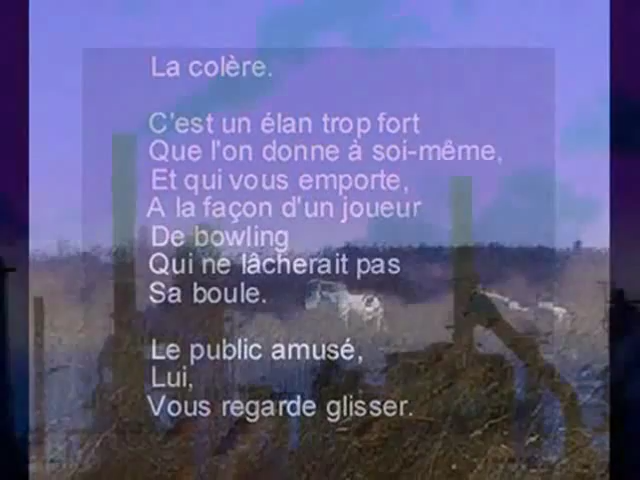 La colère.
C'est un élan trop fort
Que l'on donne à soi-même,
Et qui vous emporte,
A la façon d'un joueur
De bowling
Qui ne lâcherait pas
Sa boule.
Le public amusé,
Lui,
Vous regarde glisser.